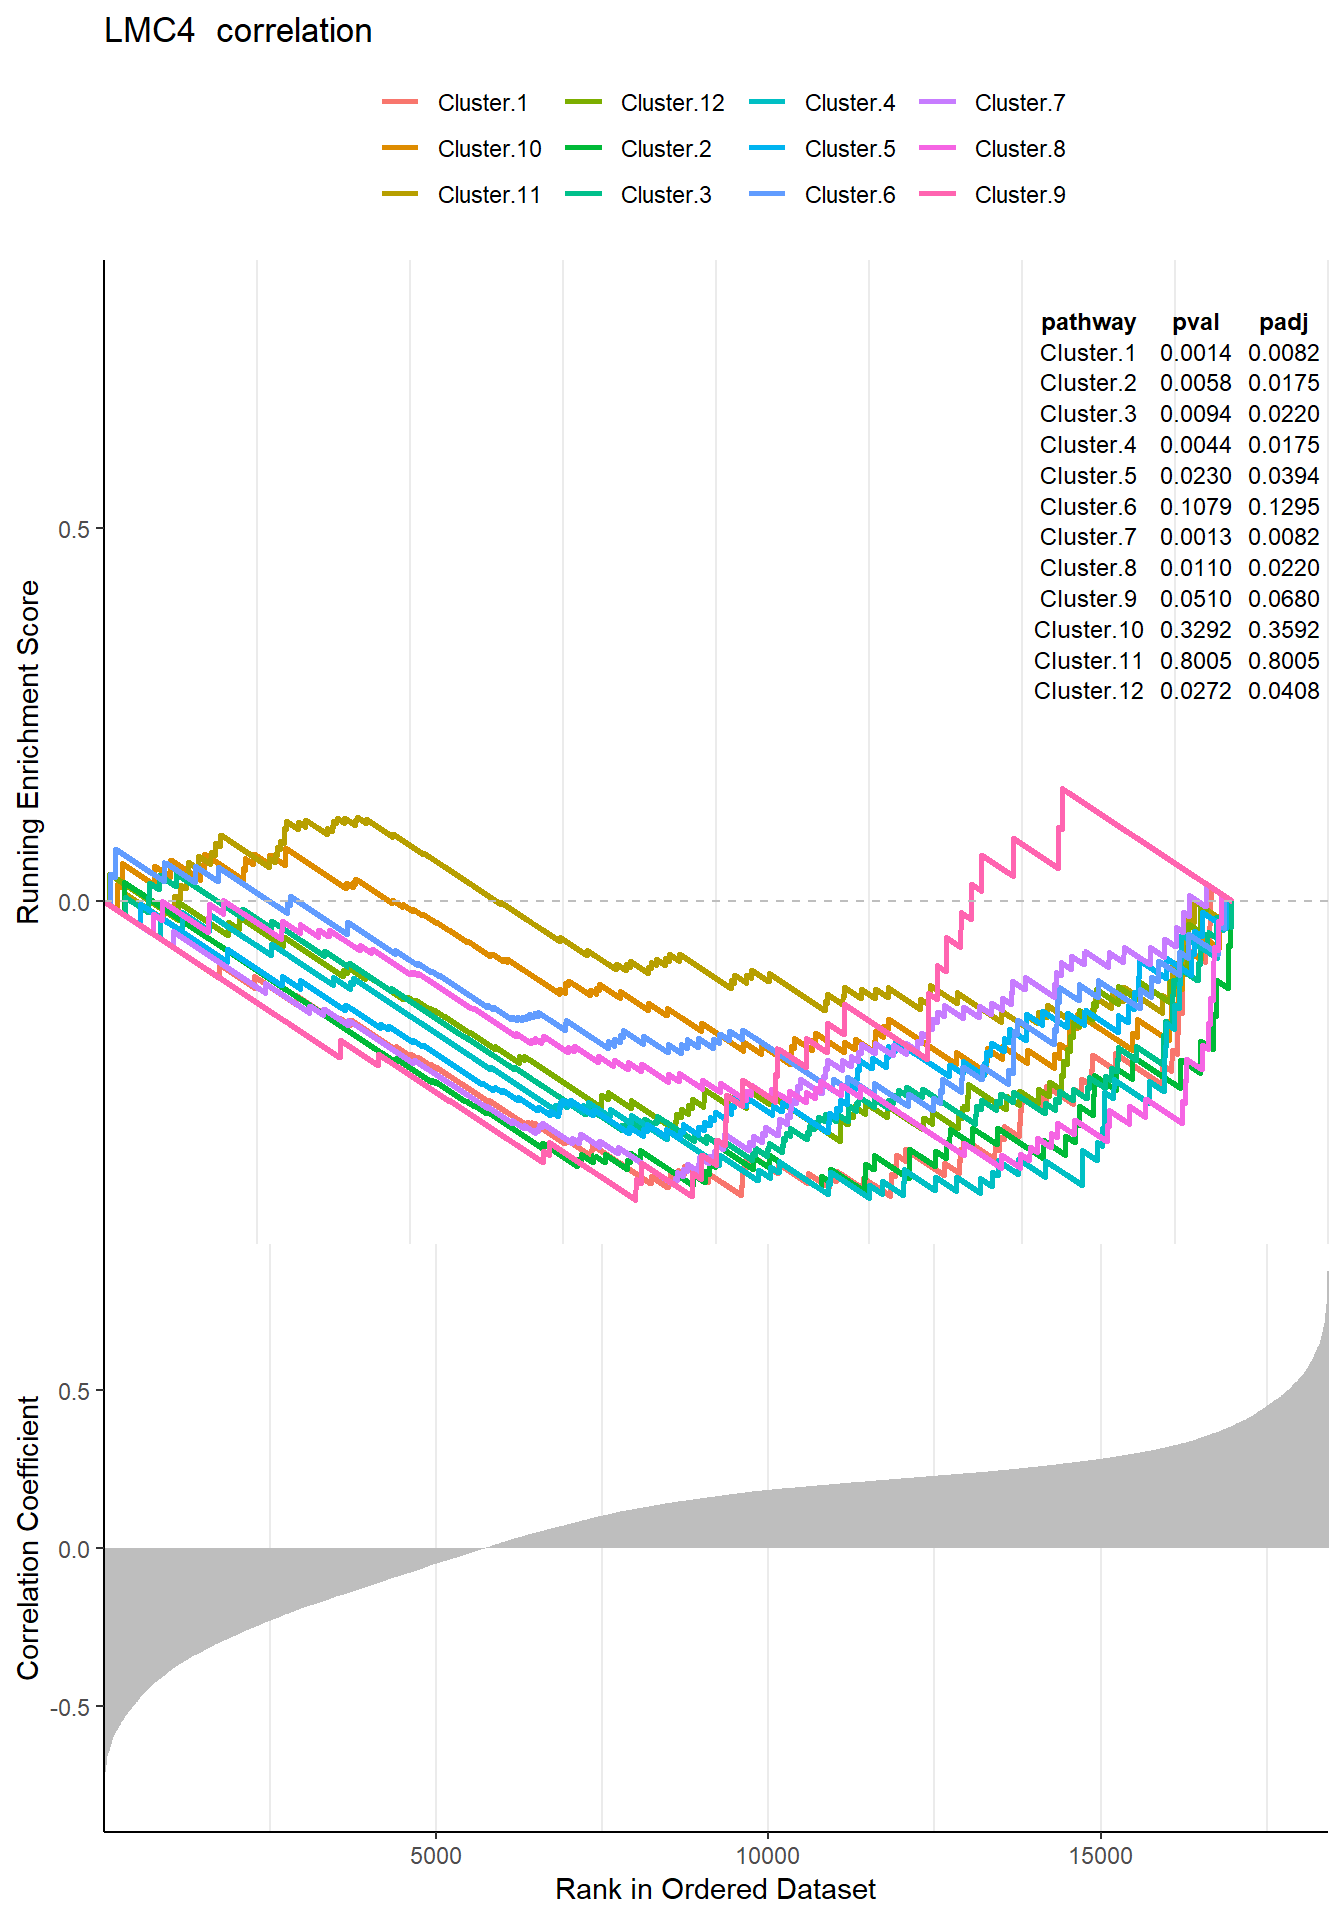 LMC4  correlation
Cluster.1 Cluster.12 Cluster.4 Cluster.7
Cluster.10 Cluster.2 Cluster.5 Cluster.8
Cluster.11 Cluster.3 Cluster.6 Cluster.9
Running Enrichment Score
0.5
0.0
pathway pval padj
Cluster.1 0.0014 0.0082
Cluster.2 0.0058 0.0175
Cluster.3 0.0094 0.0220
Cluster.4 0.0044 0.0175
Cluster.5 0.0230 0.0394
Cluster.6 0.1079 0.1295
Cluster.7 0.0013 0.0082
Cluster.8 0.0110 0.0220
Cluster.9 0.0510 0.0680
Cluster.10 0.3292 0.3592
Cluster.11 0.8005 0.8005
Cluster.12 0.0272 0.0408
Correlation Coefficient
0.5
0.0
-0.5
5000 10000 15000
Rank in Ordered Dataset